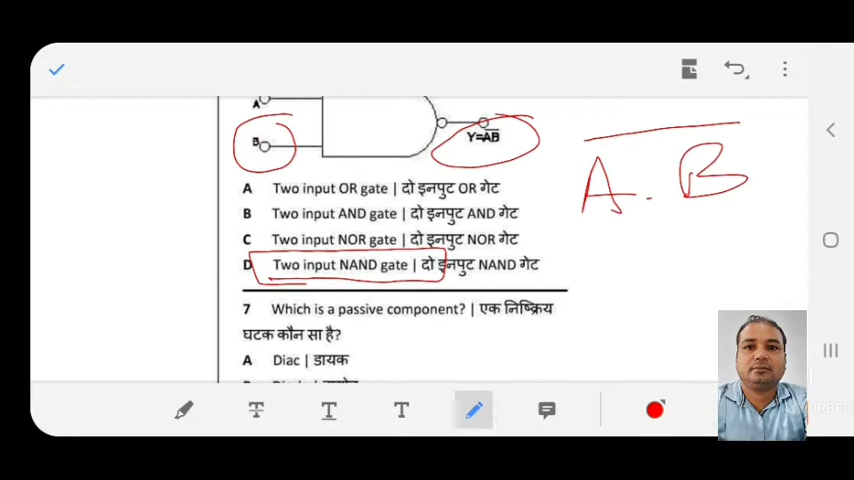 A
B
Y=A̅B̅
A Two input OR gate | दो इनपुट OR गेट
B Two input AND gate | दो इनपुट AND गेट
C Two input NOR gate | दो इनपुट NOR गेट
D Two input NAND gate | दो इनपुट NAND गेट
A . B
7 Which is a passive component? | एक निष्क्रिय
घटक कौन सा है?
A Diac | डायक
T T T